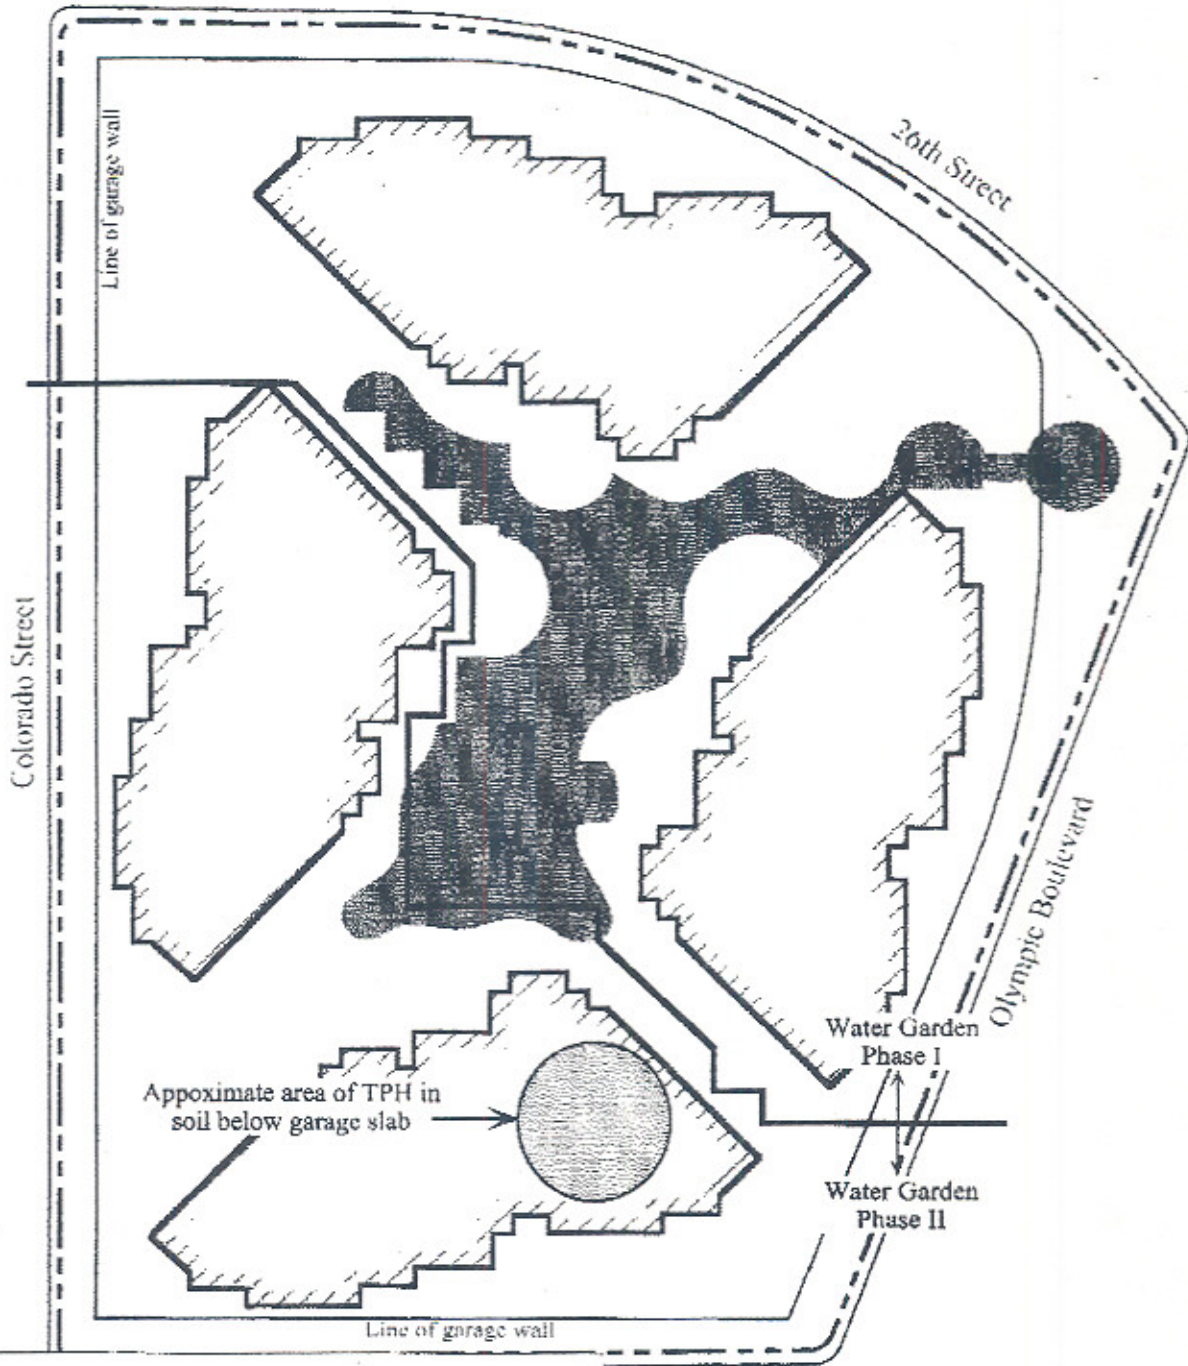 26th Street
Line of garage wall
Colorado Street
Olympic Boulevard
Water Garden
Phase I
Appoximate area of TPH in
soil below garage slab
Water Garden
Phase II
Line of garage wall